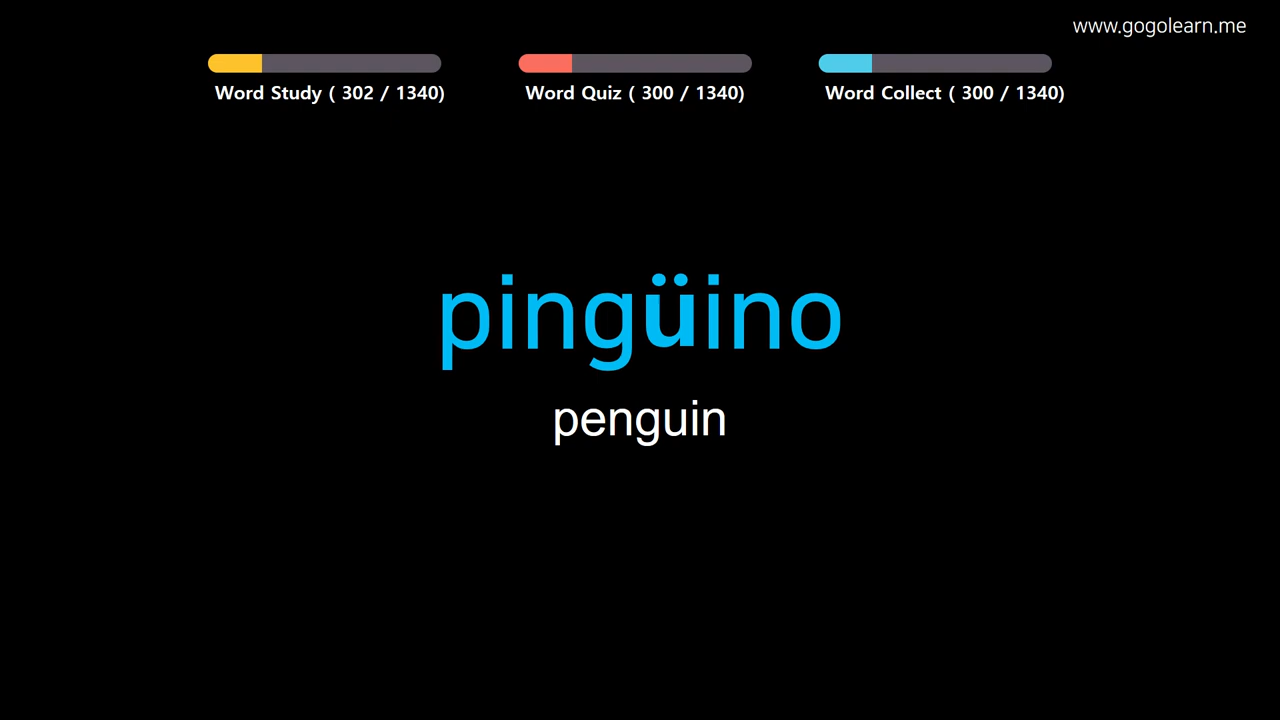 www.gogolearn.me
Word Study ( 302 / 1340)
Word Quiz ( 300 / 1340)
Word Collect ( 300 / 1340)
pingüino
penguin